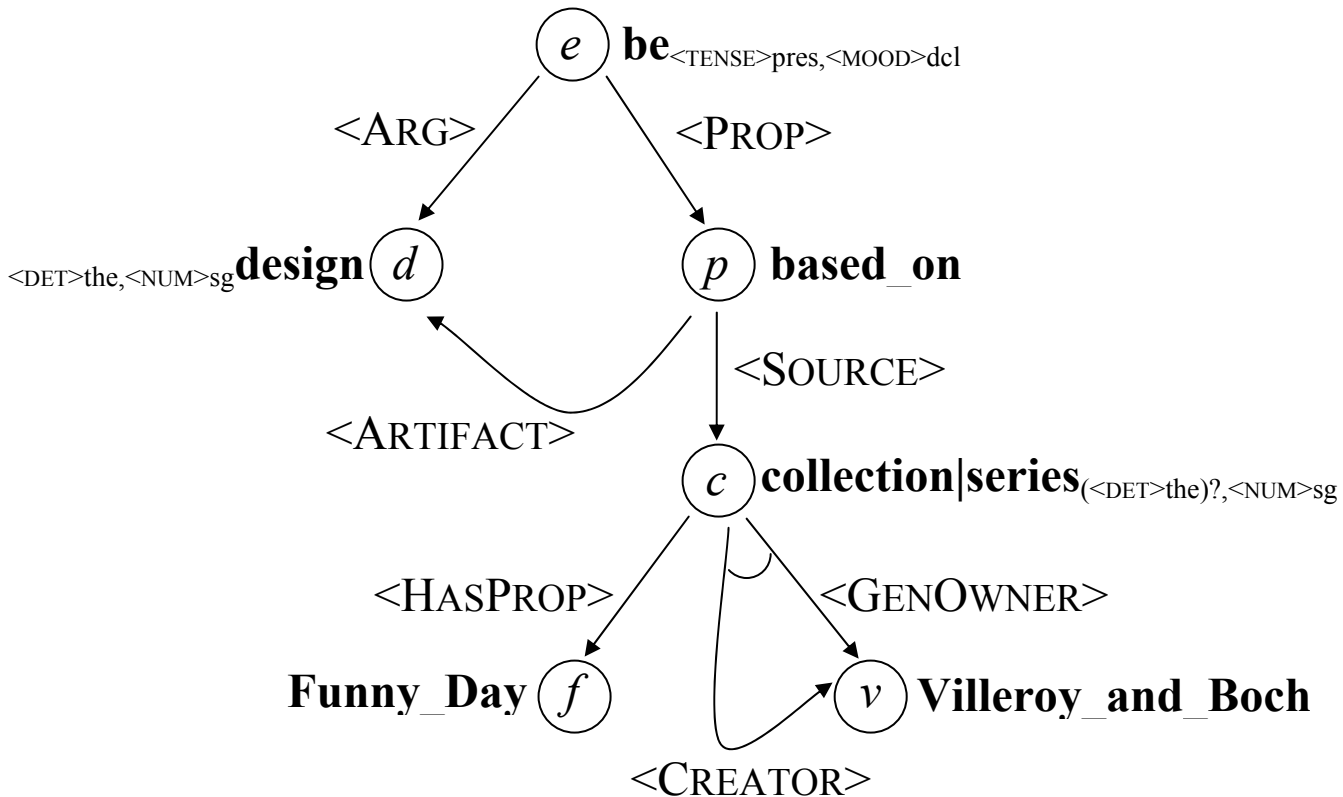 e be<TENSE>pres,<MOOD>dcl
<ARG> <PROP>
<DET>the,<NUM>sg design d p based_on
<SOURCE>
<ARTIFACT>
c collection|series(<DET>the)?,<NUM>sg
<HASPROP> <GENOWNER>
Funny_Day f v Villeroy_and_Boch
<CREATOR>